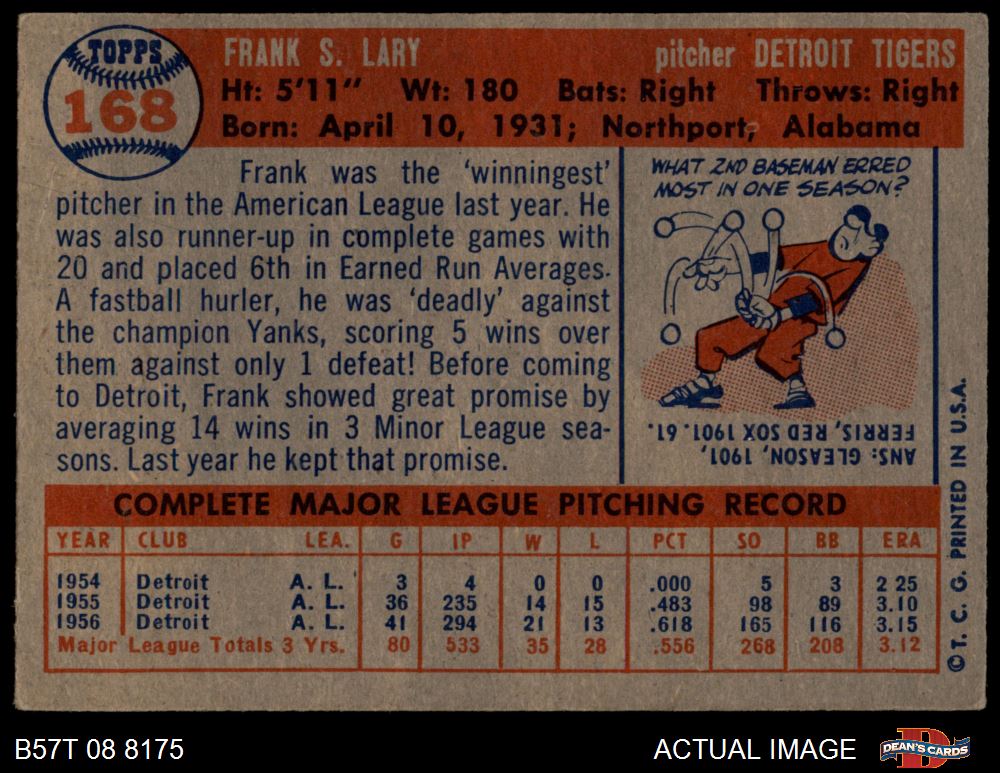 TOPPS
168
FRANK S. LARY pitcher DETROIT TIGERS
Ht: 5'11" Wt: 180 Bats: Right Throws: Right
Born: April 10, 1931; Northport, Alabama
Frank was the 'winningest'
pitcher in the American League last year. He
was also runner-up in complete games with
20 and placed 6th in Earned Run Averages.
A fastball hurler, he was 'deadly' against
the champion Yanks, scoring 5 wins over
them against only 1 defeat! Before coming
to Detroit, Frank showed great promise by
averaging 14 wins in 3 Minor League sea-
sons. Last year he kept that promise.
WHAT 2ND BASEMAN ERRED
MOST IN ONE SEASON?
ANS: GLEASON, 1901,
FERRIS, RED SOX 1901. 61.
COMPLETE MAJOR LEAGUE PITCHING RECORD
YEAR CLUB LEA. G IP W L PCT SO BB ERA
1954 Detroit A. L. 3 4 0 0 .000 5 3 2 25
1955 Detroit A. L. 36 235 14 15 .483 98 89 3.10
1956 Detroit A. L. 41 294 21 13 .618 165 116 3.15
Major League Totals 3 Yrs. 80 533 35 28 .556 268 208 3.12
© T. C. G. PRINTED IN U.S.A.
B57T 08 8175 ACTUAL IMAGE
DEAN'S CARDS